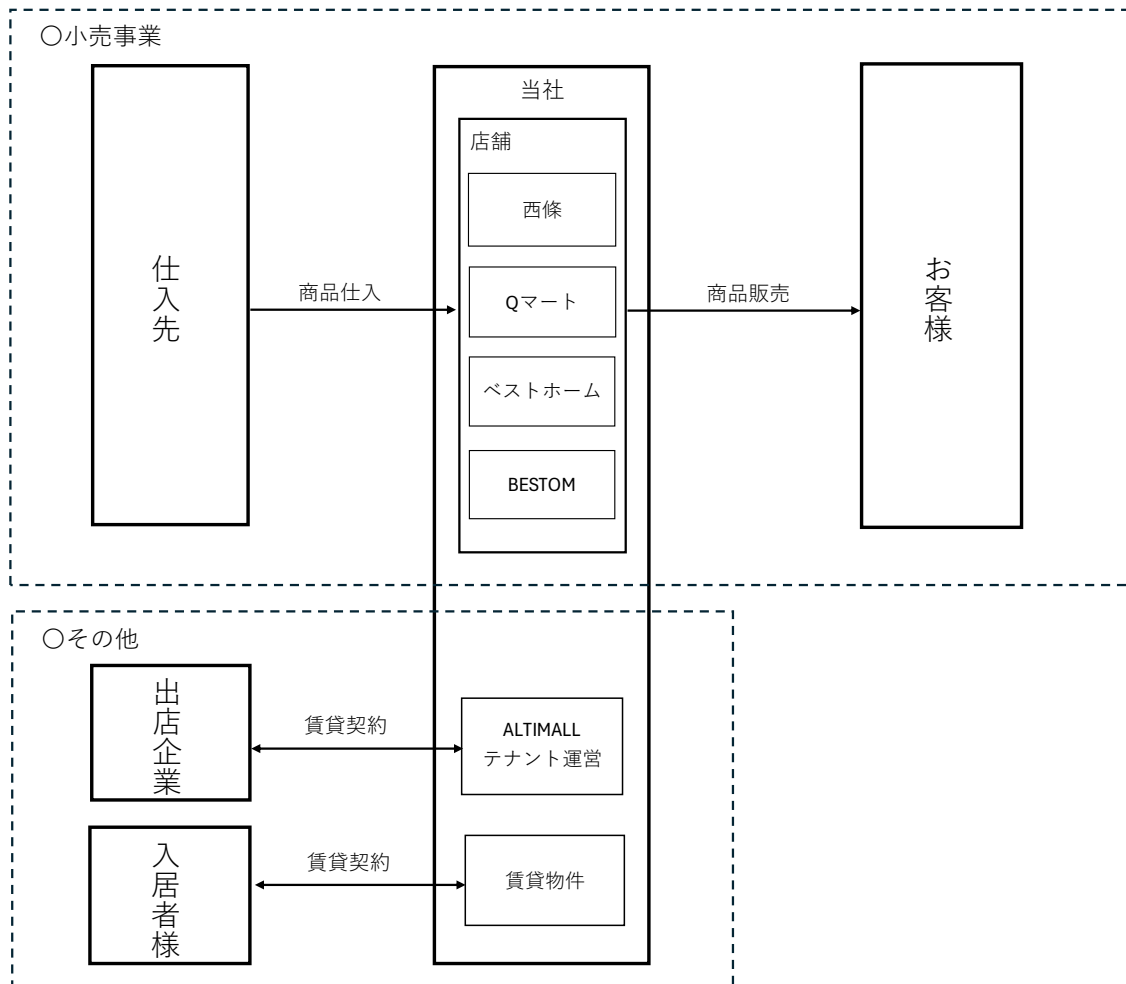 〇小売事業
仕入先
商品仕入
当社
店舗
西條
Qマート
ベストホーム
BESTOM
商品販売
お客様
〇その他
出店企業
賃貸契約
ALTIMALL
テナント運営
入居者様
賃貸契約
賃貸物件